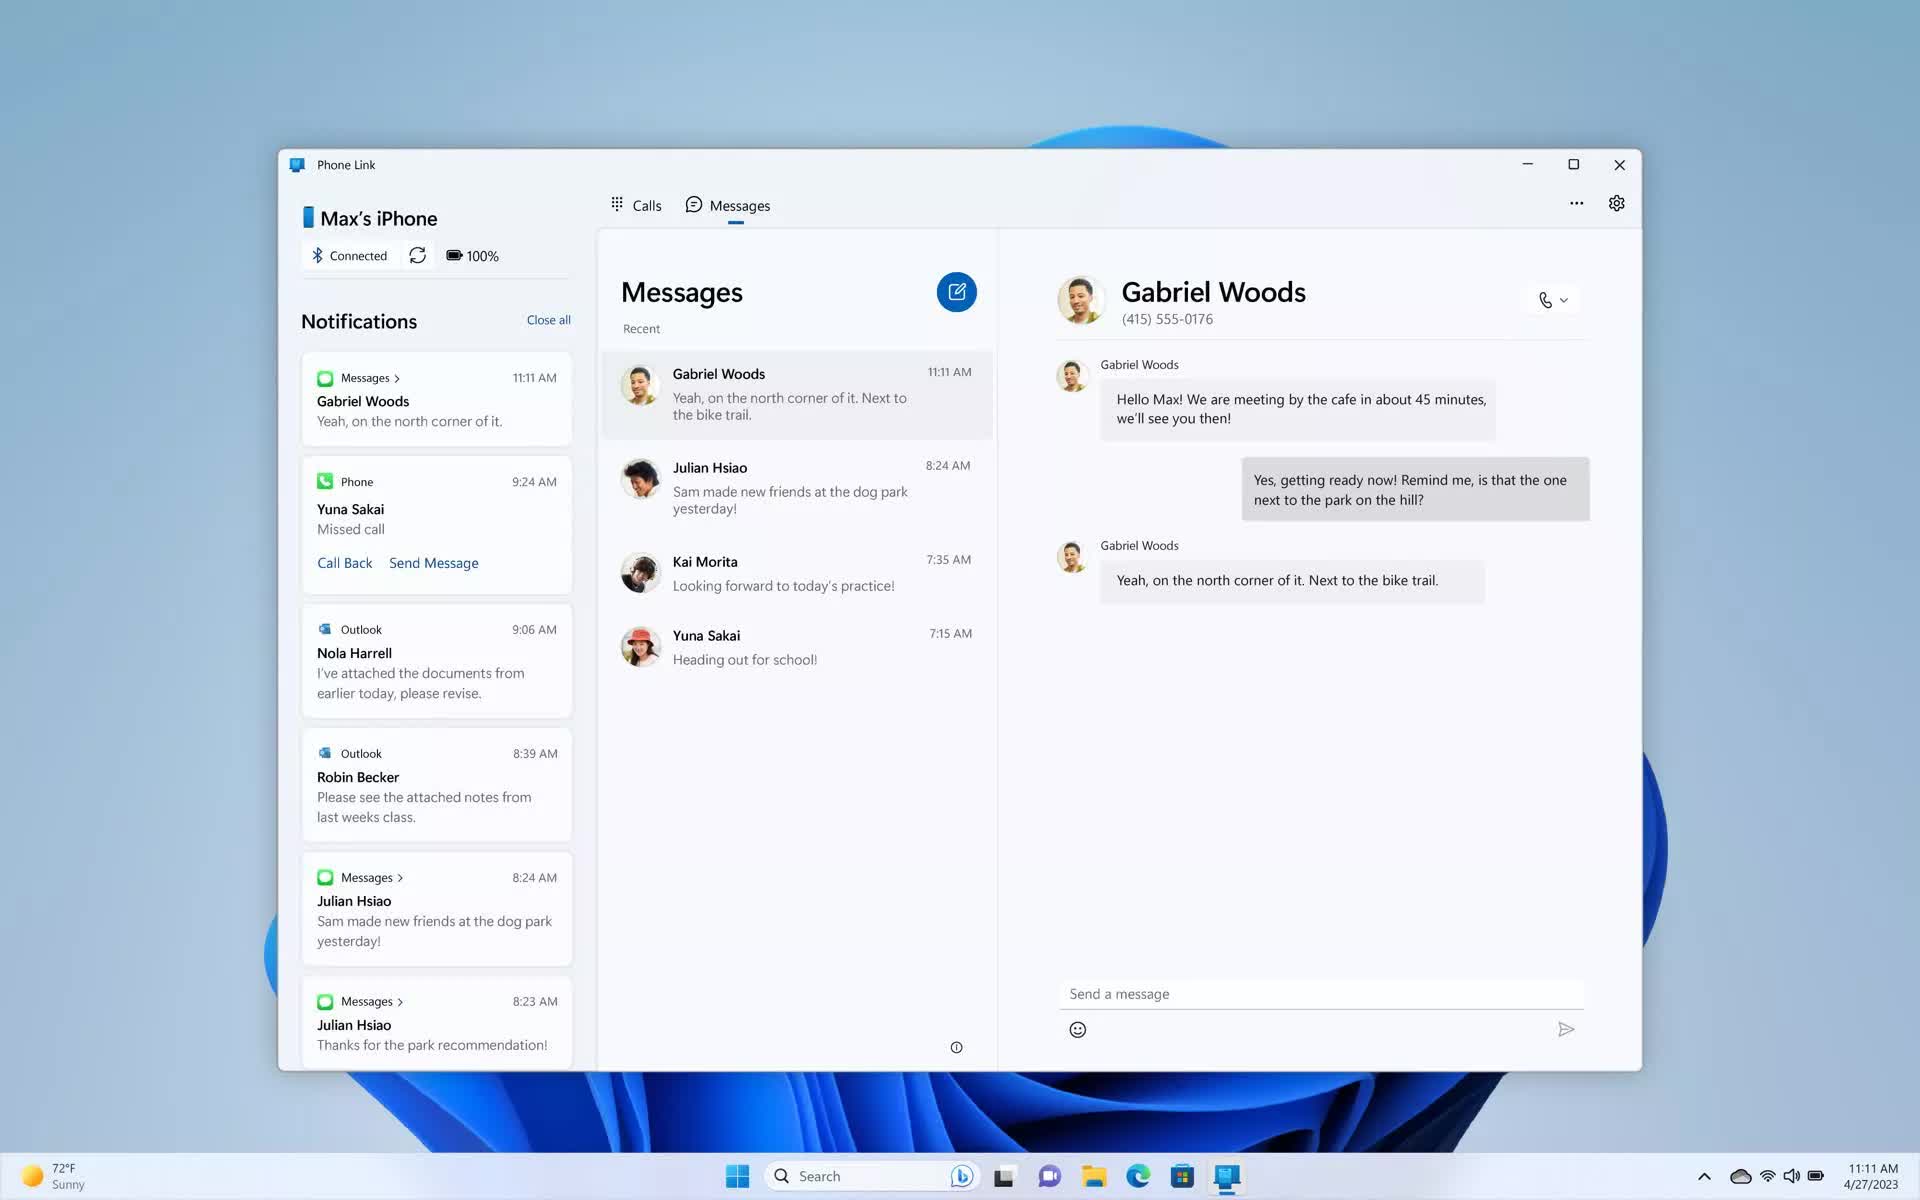 Phone Link
Max's iPhone
Connected
100%
Notifications
Close all
Messages >
11:11 AM
Gabriel Woods
Yeah, on the north corner of it.
Phone
9:24 AM
Yuna Sakai
Missed call
Call Back
Send Message
Outlook
9:06 AM
Nola Harrell
I've attached the documents from
earlier today, please revise.
Outlook
8:39 AM
Robin Becker
Please see the attached notes from
last weeks class.
Messages >
8:24 AM
Julian Hsiao
Sam made new friends at the dog park
yesterday!
Messages >
8:23 AM
Julian Hsiao
Thanks for the park recommendation!
Calls
Messages
Messages
Recent
Gabriel Woods
11:11 AM
Yeah, on the north corner of it. Next to
the bike trail.
Julian Hsiao
8:24 AM
Sam made new friends at the dog park
yesterday!
Kai Morita
7:35 AM
Looking forward to today's practice!
Yuna Sakai
7:15 AM
Heading out for school!
Gabriel Woods
(415) 555-0176
Gabriel Woods
Hello Max! We are meeting by the cafe in about 45 minutes,
we'll see you then!
Yes, getting ready now! Remind me, is that the one
next to the park on the hill?
Gabriel Woods
Yeah, on the north corner of it. Next to the bike trail.
Send a message
72°F
Sunny
Search
11:11 AM
4/27/2023